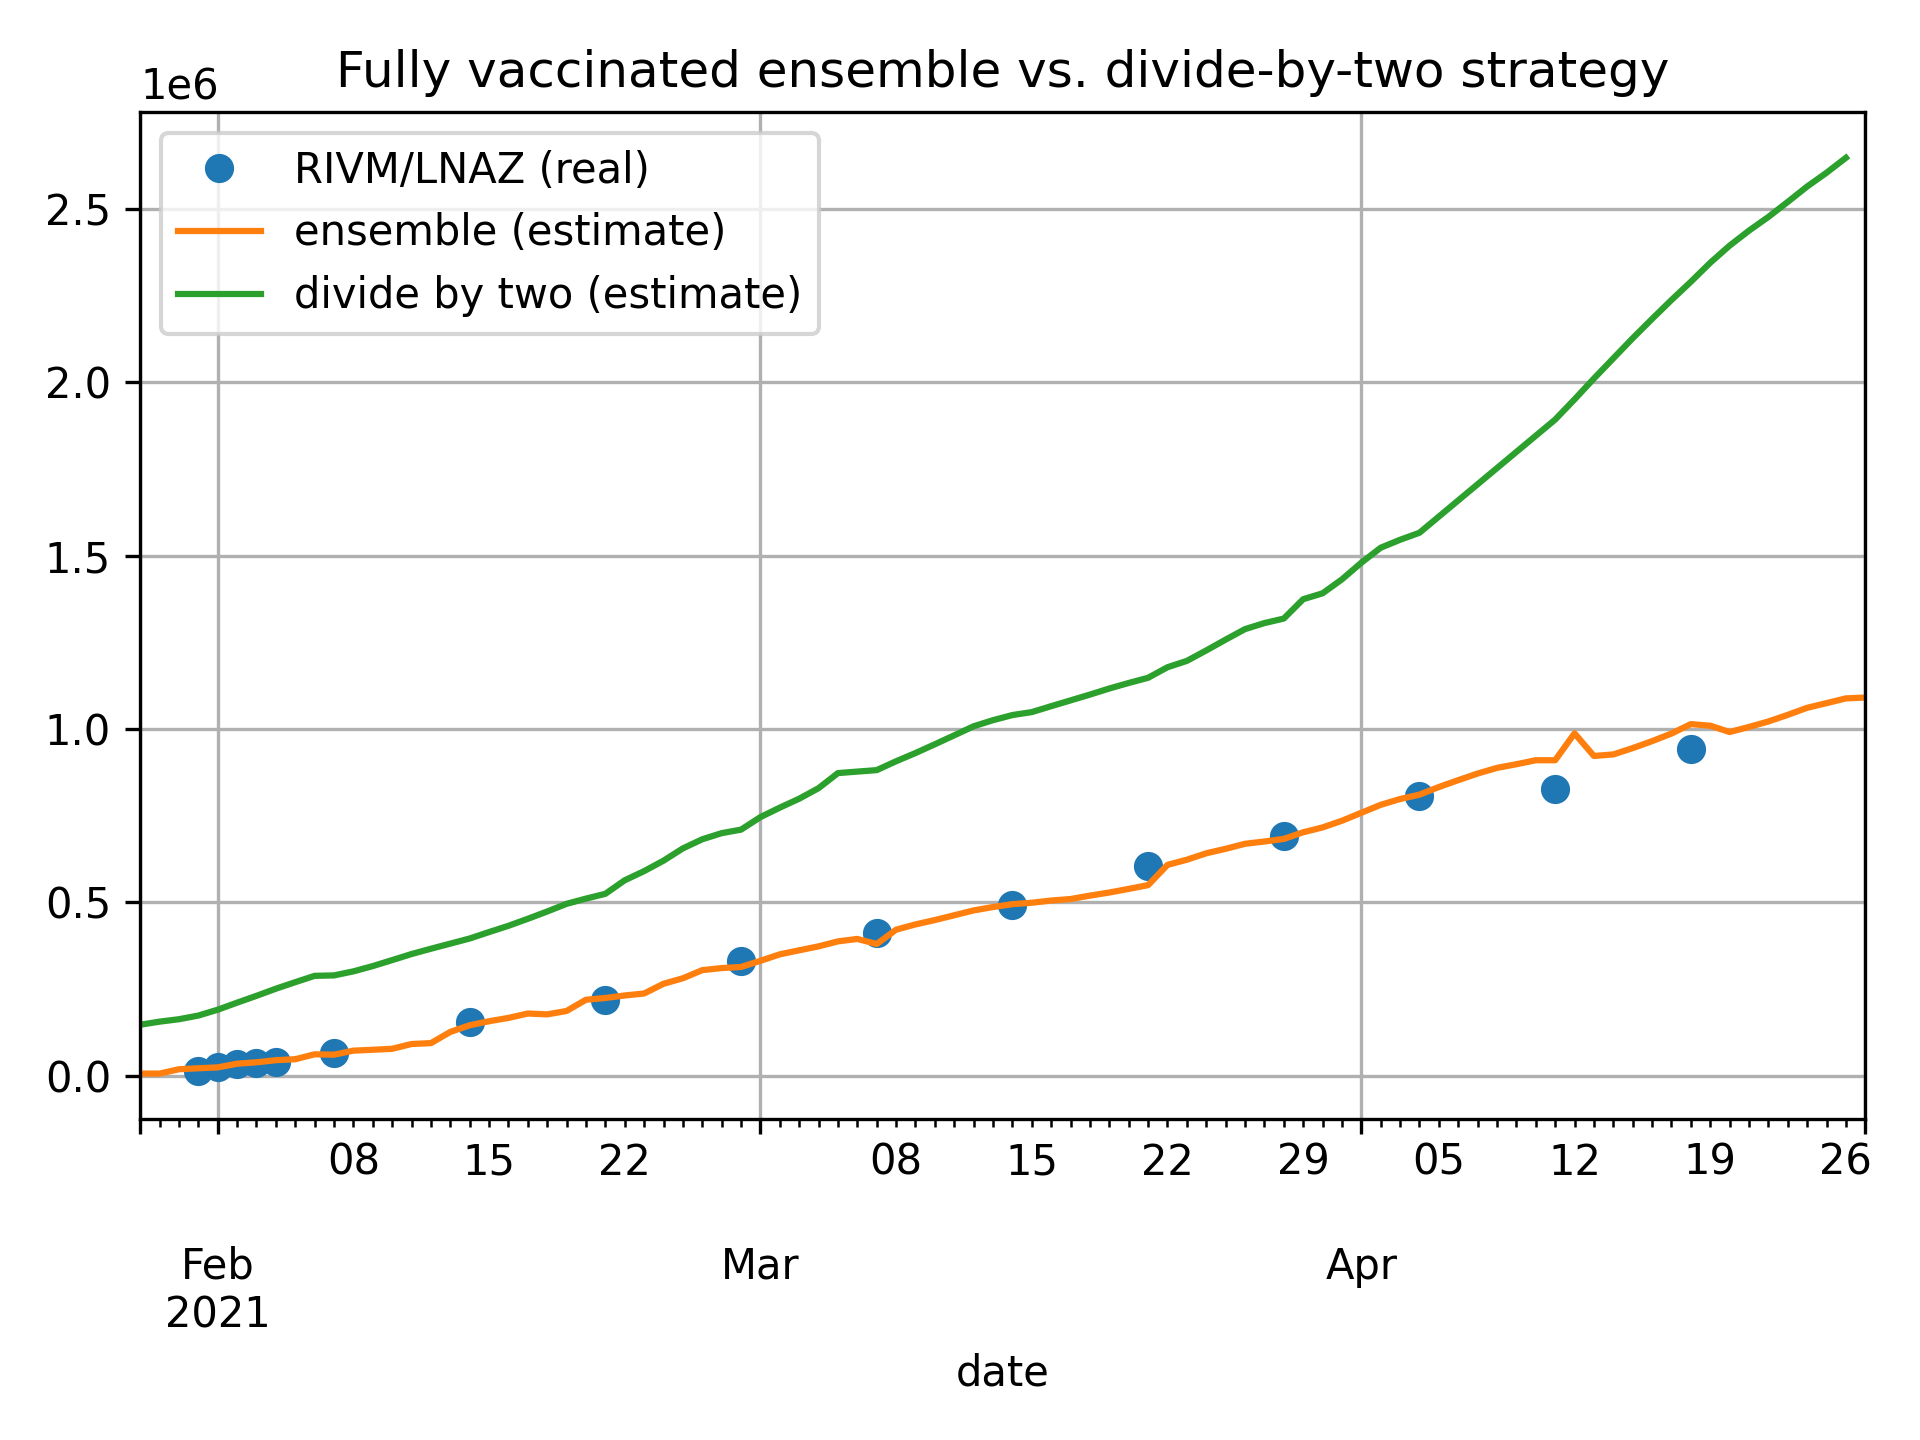 Fully vaccinated ensemble vs. divide-by-two strategy
1e6
RIVM/LNAZ (real)
ensemble (estimate)
divide by two (estimate)
2.5
2.0
1.5
1.0
0.5
0.0
08 15 22 08 15 22 29 05 12 19 26
Feb Mar Apr
2021
date